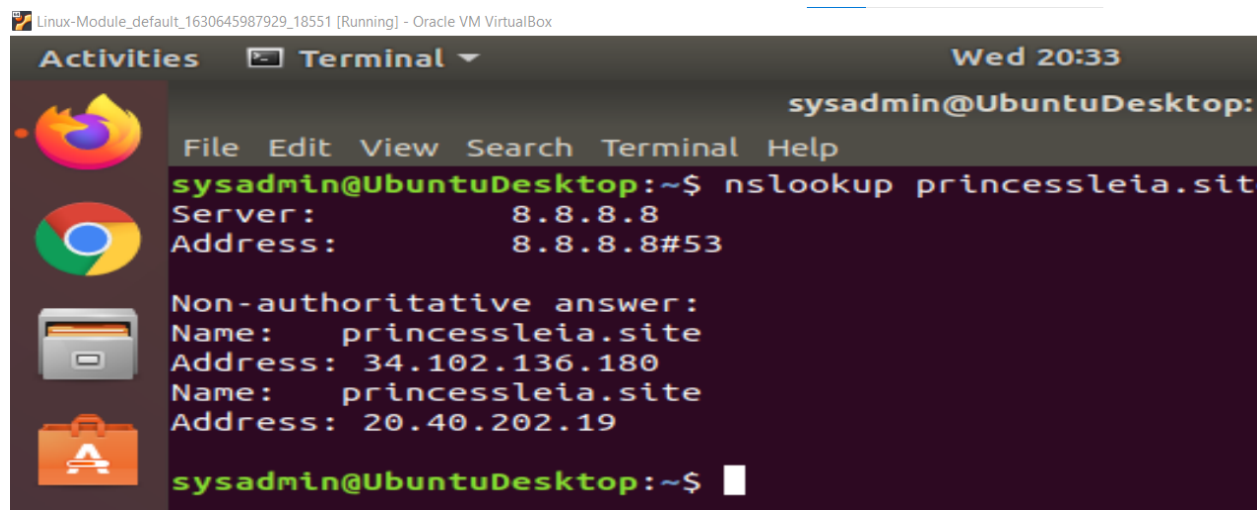 Linux-Module_default_1630645987929_18551 [Running] - Oracle VM VirtualBox
Activities Terminal Wed 20:33
sysadmin@UbuntuDesktop:
File Edit View Search Terminal Help
sysadmin@UbuntuDesktop:~$ nslookup princessleia.sit
Server: 8.8.8.8
Address: 8.8.8.8#53
Non-authoritative answer:
Name: princessleia.site
Address: 34.102.136.180
Name: princessleia.site
Address: 20.40.202.19
sysadmin@UbuntuDesktop:~$